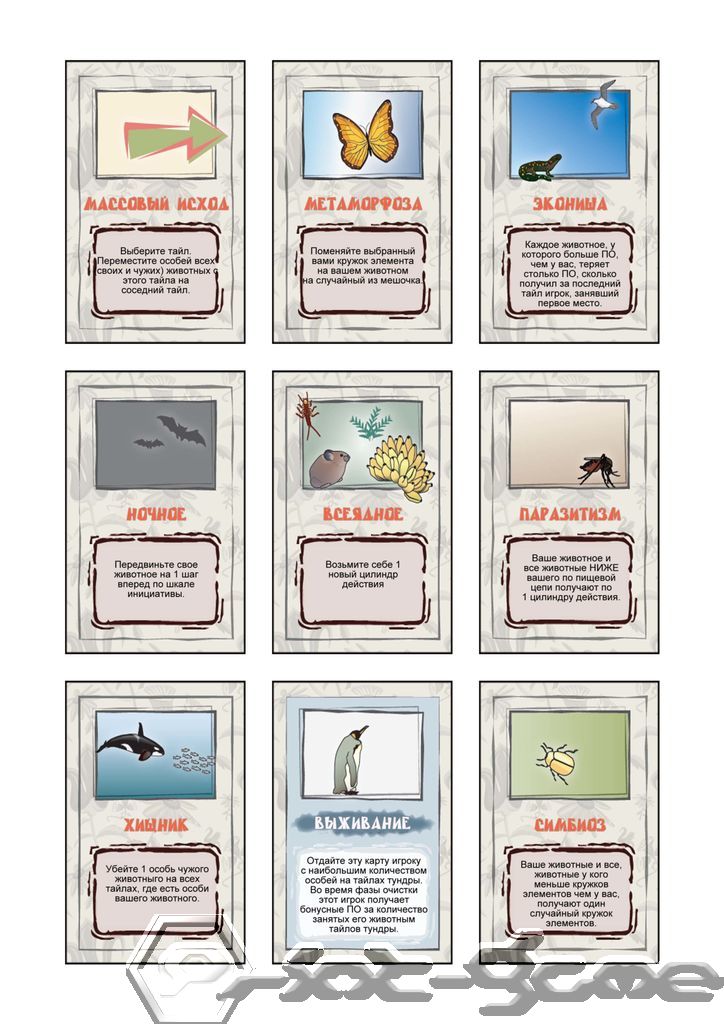 МАССОВЫЙ ИСХОД
Выберите тайл.
Переместите особей всех
своих и чужих) животных с
этого тайла на
соседний тайл.
МЕТАМОРФОЗА
Поменяйте выбранный
вами кружок элемента
на вашем животном
на случайный из мешочка.
ЭКОНИША
Каждое животное, у
которого больше ПО,
чем у вас, теряет
столько ПО, сколько
получил за последний
тайл игрок, занявший
первое место.
НОЧНОЕ
Передвиньте свое
животное на 1 шаг
вперед по шкале
инициативы.
ВСЕЯДНОЕ
Возьмите себе 1
новый цилиндр
действия
ПАРАЗИТИЗМ
Ваше животное и
все животные НИЖЕ
вашего по пищевой
цепи получают по
1 цилиндру действия.
ХИЩНИК
Убейте 1 особь чужого
животныго на всех
тайлах, где есть особи
вашего животного.
ВЫЖИВАНИЕ
Отдайте эту карту игроку
с наибольшим количеством
особей на тайлах тундры.
Во время фазы очистки
этот игрок получает
бонусные ПО за количество
занятых его животным
тайлов тундры.
СИМБИОЗ
Ваше животные и все,
животные у кого
меньше кружков
элементов чем у вас,
получают один
случайный кружок
элементов.